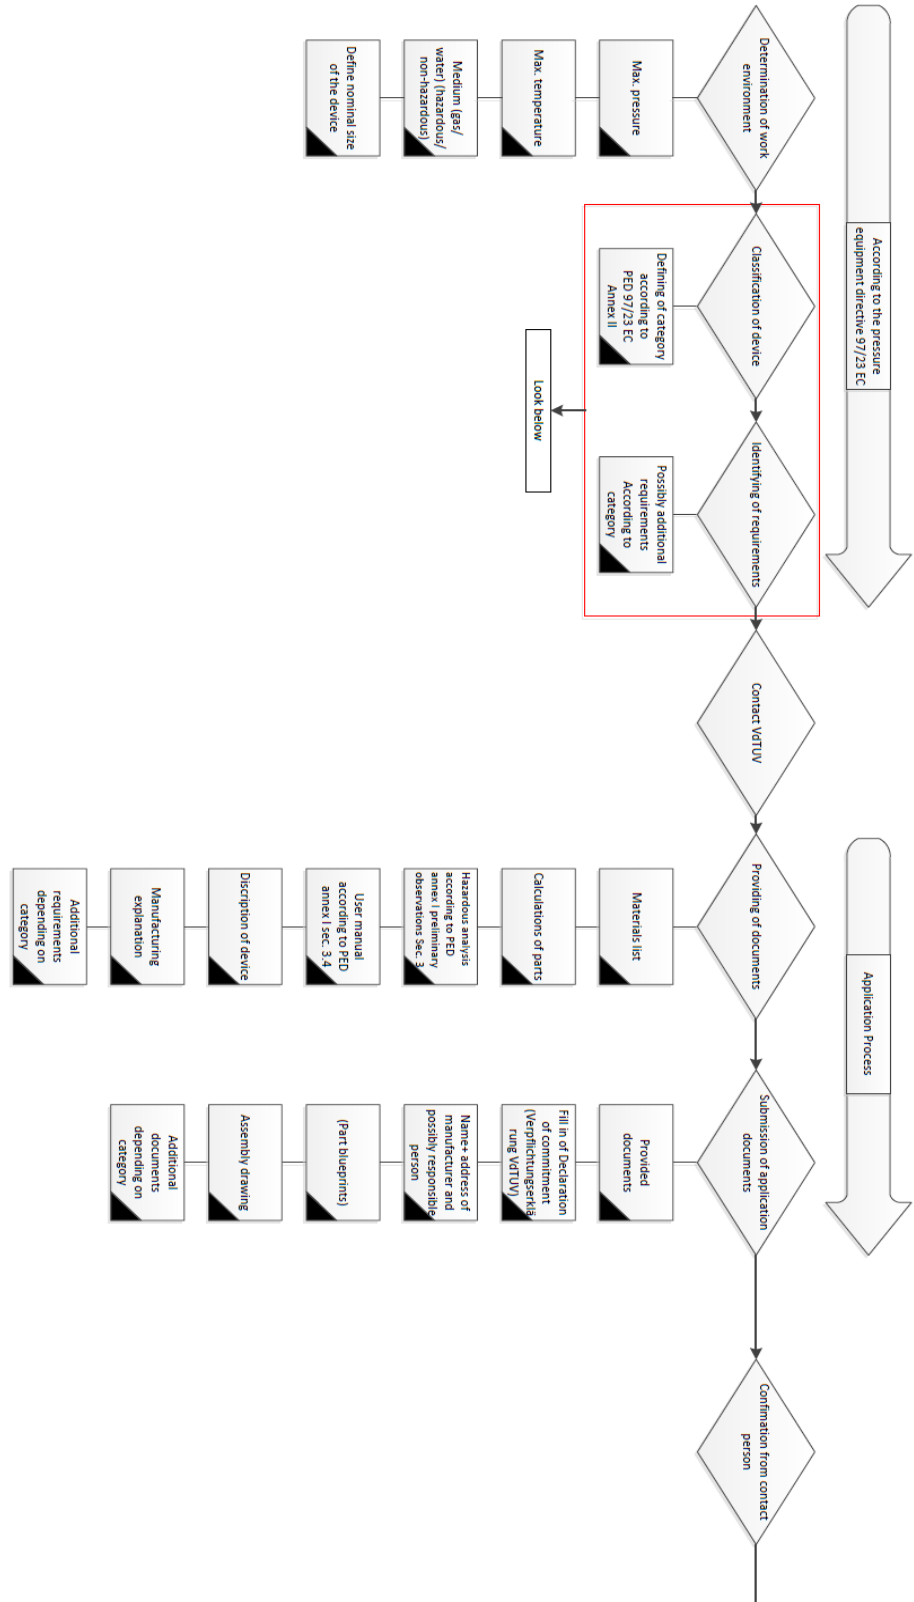 According to the pressure
equipment directive 97/23 EC
Application Process
Determination of work
environment
Max. pressure
Max. temperature
Medium (gas/
water) (hazardous/
non-hazardous)
Define nominal size
of the device
Classification of device
Defining of category
according to
PED 97/23 EC
Annex II
Identifying of requirements
Possibly additional
requirements
According to
category
Look below
Contact VdTUV
Providing of documents
Materials list
Calculations of parts
Hazardous analysis
according to PED
annex I preliminary
observations Sec. 3
User manual
according to PED
annex I sec. 3.4
Discription of device
Manufacturing
explanation
Additional
requirements
depending on
category
Submission of application
documents
Provided
documents
Fill in of Declaration
of commitment
(Verpflichtungserklä
rung VdTUV)
Name+ address of
manufacturer and
possibly responsible
person
(Part blueprints)
Assembly drawing
Additional
documents
depending on
category
Confimation from contact
person